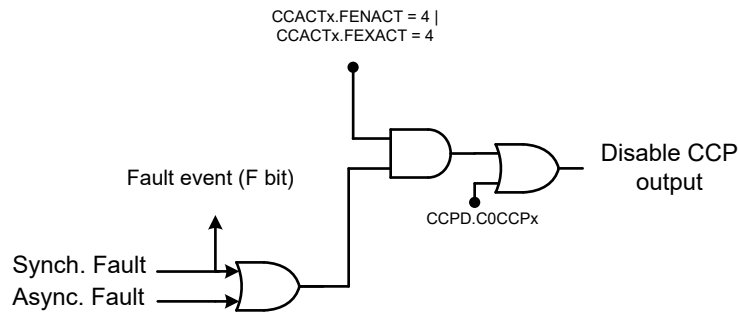 CCACTx.FENACT = 4 |
CCACTx.FEXACT = 4
Disable CCP
output
Fault event (F bit)
CCPD.C0CCPx
Synch. Fault
Async. Fault